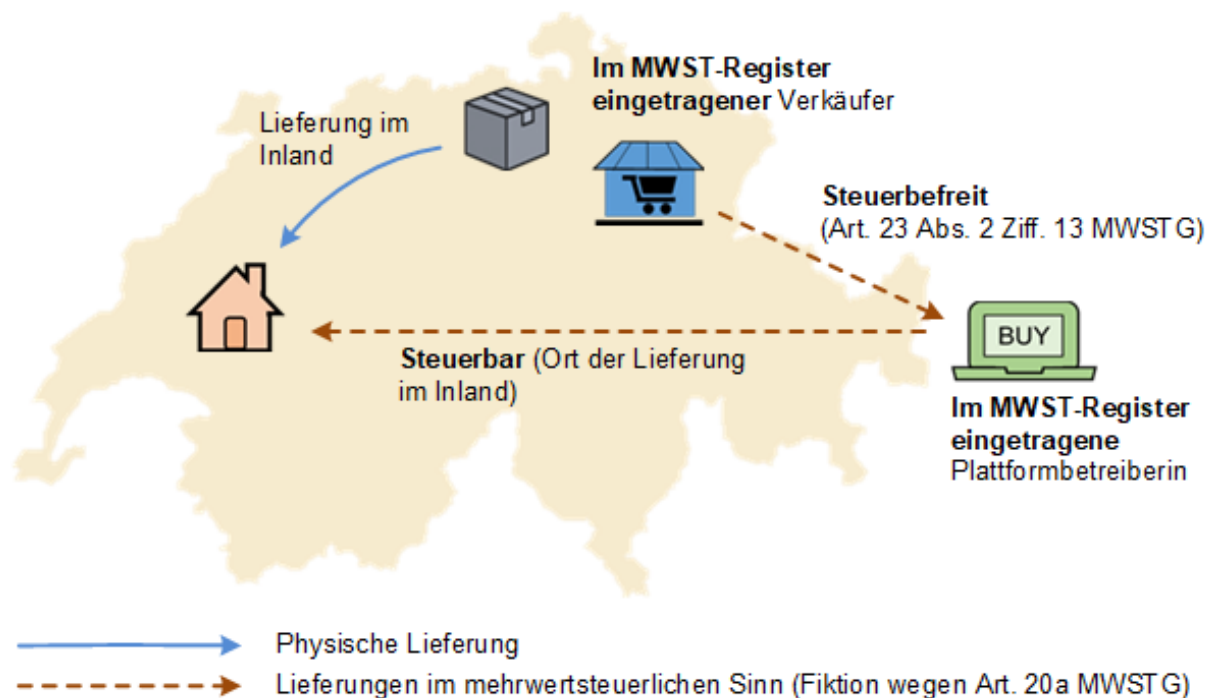 Im MWST-Register
eingetragener Verkäufer
Lieferung im
Inland
Steuerbefreit
(Art. 23 Abs. 2 Ziff. 13 MWSTG)
BUY
Steuerbar (Ort der Lieferung
im Inland)
Im MWST-Register
eingetragene
Plattformbetreiberin
Physische Lieferung
Lieferungen im mehrwertsteuerlichen Sinn (Fiktion wegen Art. 20a MWSTG)